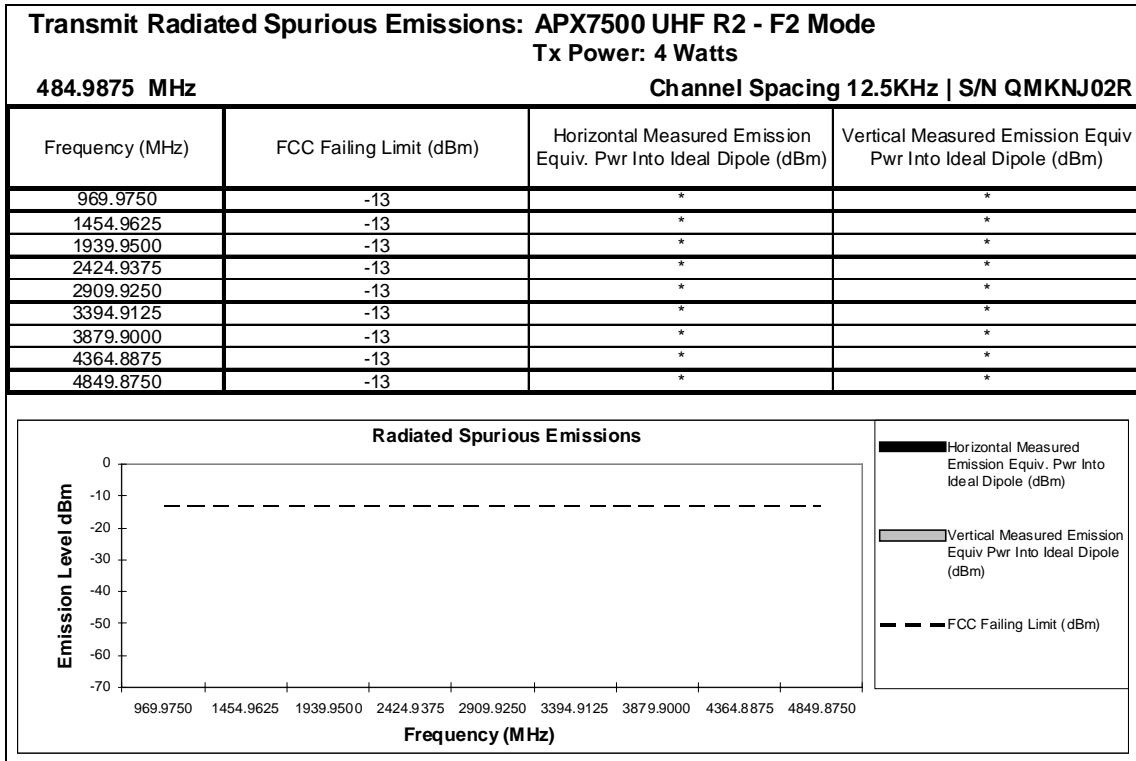 Transmit Radiated Spurious Emissions: APX7500 UHF R2 - F2 Mode
Tx Power: 4 Watts
484.9875 MHz Channel Spacing 12.5KHz | S/N QMKNJ02R
Frequency (MHz) FCC Failing Limit (dBm) Horizontal Measured Emission Equiv. Pwr Into Ideal Dipole (dBm) Vertical Measured Emission Equiv Pwr Into Ideal Dipole (dBm)
969.9750 -13 * *
1454.9625 -13 * *
1939.9500 -13 * *
2424.9375 -13 * *
2909.9250 -13 * *
3394.9125 -13 * *
3879.9000 -13 * *
4364.8875 -13 * *
4849.8750 -13 * *
Radiated Spurious Emissions
Emission Level dBm
0
-10
-20
-30
-40
-50
-60
-70
969.9750 1454.9625 1939.9500 2424.9375 2909.9250 3394.9125 3879.9000 4364.8875 4849.8750
Frequency (MHz)
Horizontal Measured
Emission Equiv. Pwr Into
Ideal Dipole (dBm)
Vertical Measured Emission
Equiv Pwr Into Ideal Dipole
(dBm)
FCC Failing Limit (dBm)